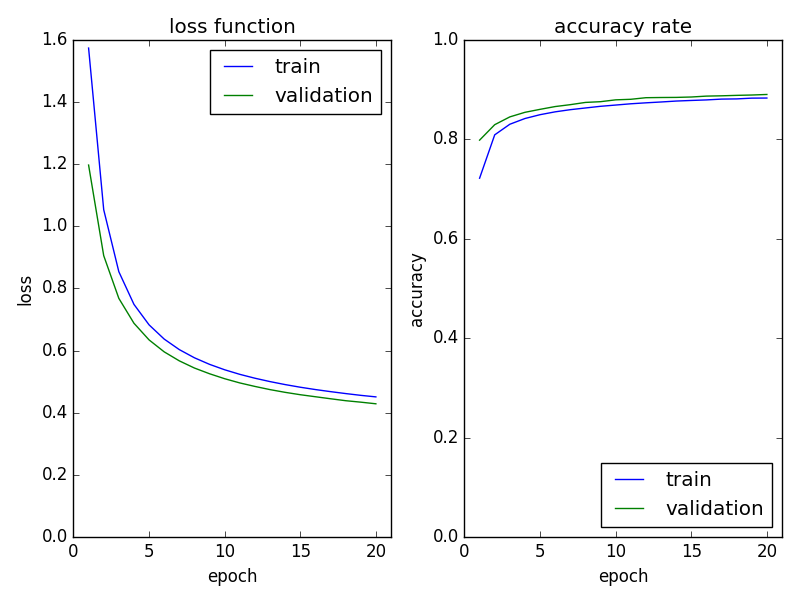 loss function
1.6
1.4
1.2
1.0
0.8
0.6
0.4
0.2
0.0
loss
train
validation
0
5
10
15
20
epoch
accuracy rate
1.0
0.8
0.6
0.4
0.2
0.0
accuracy
train
validation
0
5
10
15
20
epoch